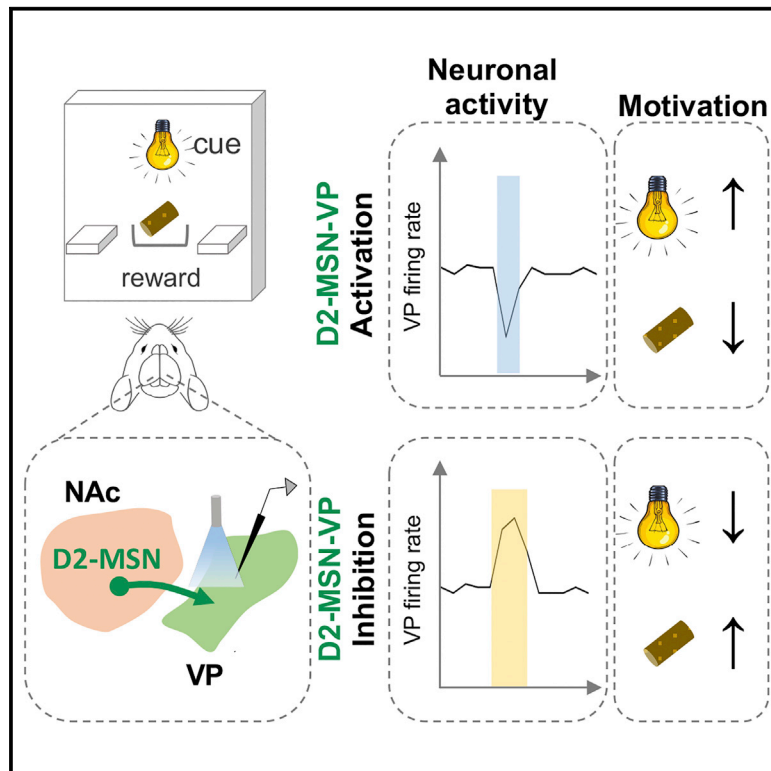 cue
reward
NAc
D2-MSN
VP
Neuronal
activity
Motivation
D2-MSN-VP
Activation
VP firing rate
D2-MSN-VP
Inhibition
VP firing rate